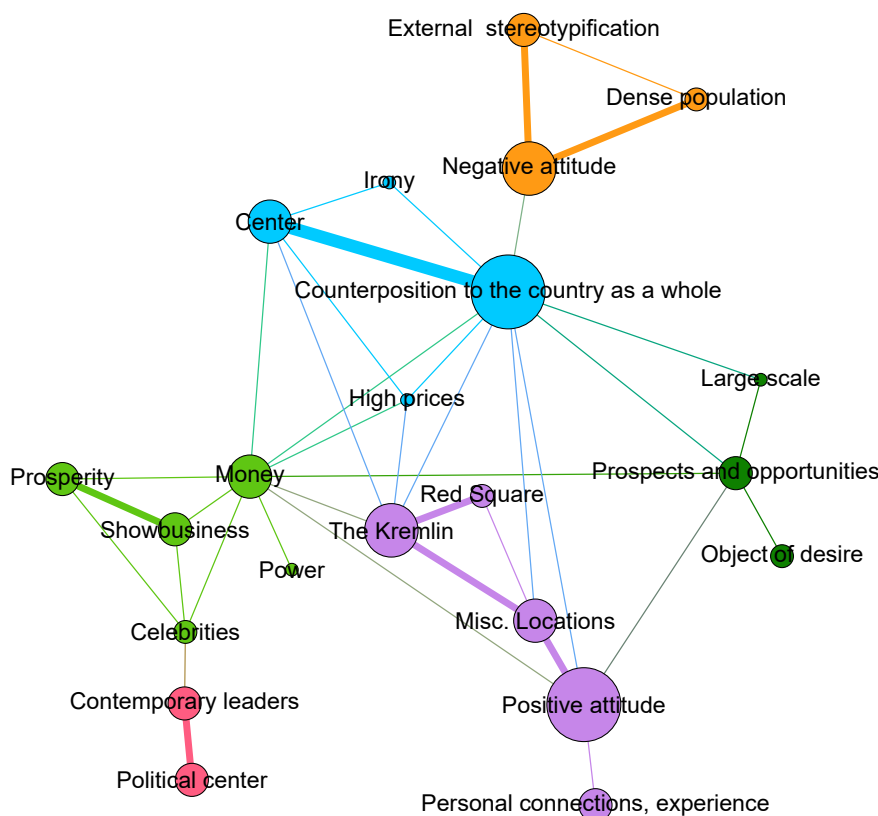 External  stereotypification
Dense population
Negative attitude
Irony
Center
Counterposition to the country as a whole
Large scale
High prices
Prosperity
Money
Prospects and opportunities
Red Square
Showbusiness
The Kremlin
Object of desire
Power
Misc. Locations
Celebrities
Contemporary leaders
Positive attitude
Political center
Personal connections, experience